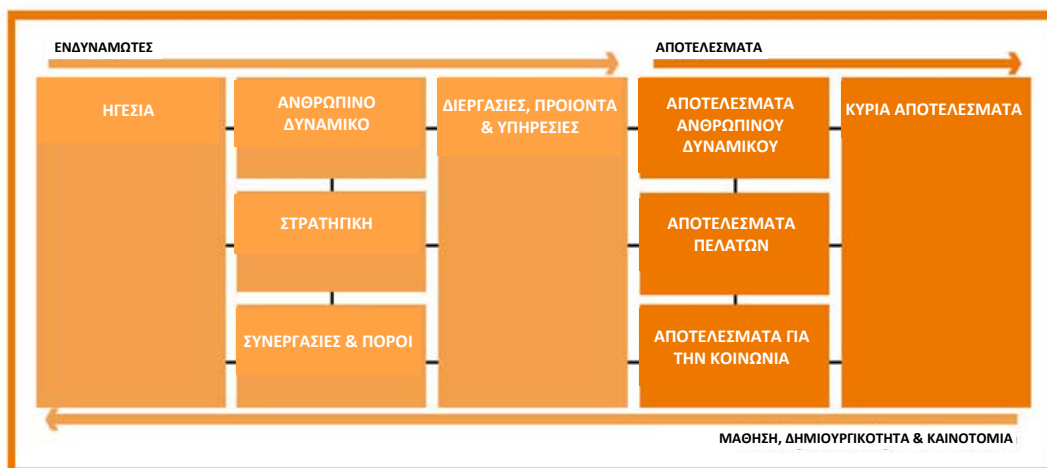 ΕΝΔΥΝΑΜΩΤΕΣ
ΑΠΟΤΕΛΕΣΜΑΤΑ
ΗΓΕΣΙΑ
ΑΝΘΡΩΠΙΝΟ
ΔΥΝΑΜΙΚΟ
ΔΙΕΡΓΑΣΙΕΣ, ΠΡΟΙΟΝΤΑ
& ΥΠΗΡΕΣΙΕΣ
ΑΠΟΤΕΛΕΣΜΑΤΑ
ΑΝΘΡΩΠΙΝΟΥ
ΔΥΝΑΜΙΚΟΥ
ΚΥΡΙΑ ΑΠΟΤΕΛΕΣΜΑΤΑ
ΣΤΡΑΤΗΓΙΚΗ
ΑΠΟΤΕΛΕΣΜΑΤΑ
ΠΕΛΑΤΩΝ
ΣΥΝΕΡΓΑΣΙΕΣ & ΠΟΡΟΙ
ΑΠΟΤΕΛΕΣΜΑΤΑ ΓΙΑ
ΤΗΝ ΚΟΙΝΩΝΙΑ
ΜΑΘΗΣΗ, ΔΗΜΙΟΥΡΓΙΚΟΤΗΤΑ & ΚΑΙΝΟΤΟΜΙΑ